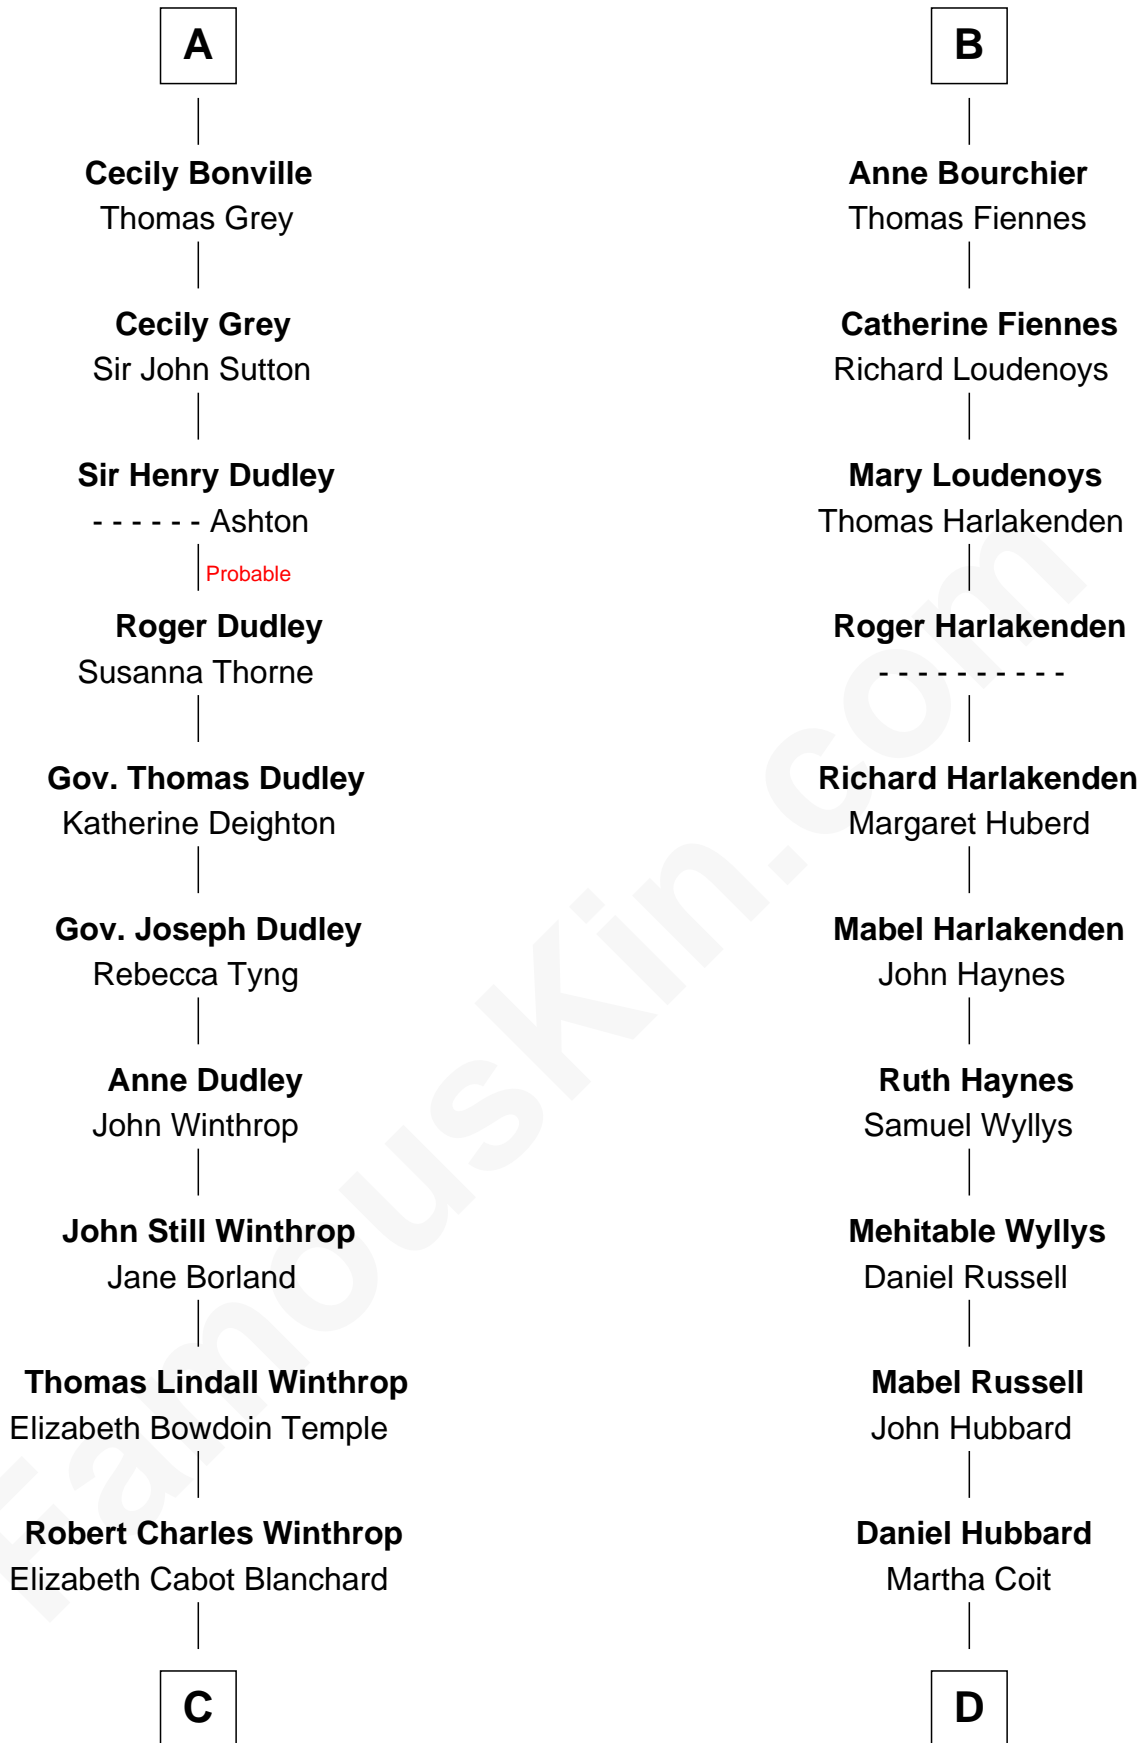 A
Cecily Bonville
Thomas Grey
Cecily Grey
Sir John Sutton
Sir Henry Dudley
- - - - - - Ashton
Probable
Roger Dudley
Susanna Thorne
Gov. Thomas Dudley
Katherine Deighton
Gov. Joseph Dudley
Rebecca Tyng
Anne Dudley
John Winthrop
John Still Winthrop
Jane Borland
Thomas Lindall Winthrop
Elizabeth Bowdoin Temple
Robert Charles Winthrop
Elizabeth Cabot Blanchard
C
B
Anne Bourchier
Thomas Fiennes
Catherine Fiennes
Richard Loudenoys
Mary Loudenoys
Thomas Harlakenden
Roger Harlakenden
- - - - - - - - - -
Richard Harlakenden
Margaret Huberd
Mabel Harlakenden
John Haynes
Ruth Haynes
Samuel Wyllys
Mehitable Wyllys
Daniel Russell
Mabel Russell
John Hubbard
Daniel Hubbard
Martha Coit
D
FamousKin.com